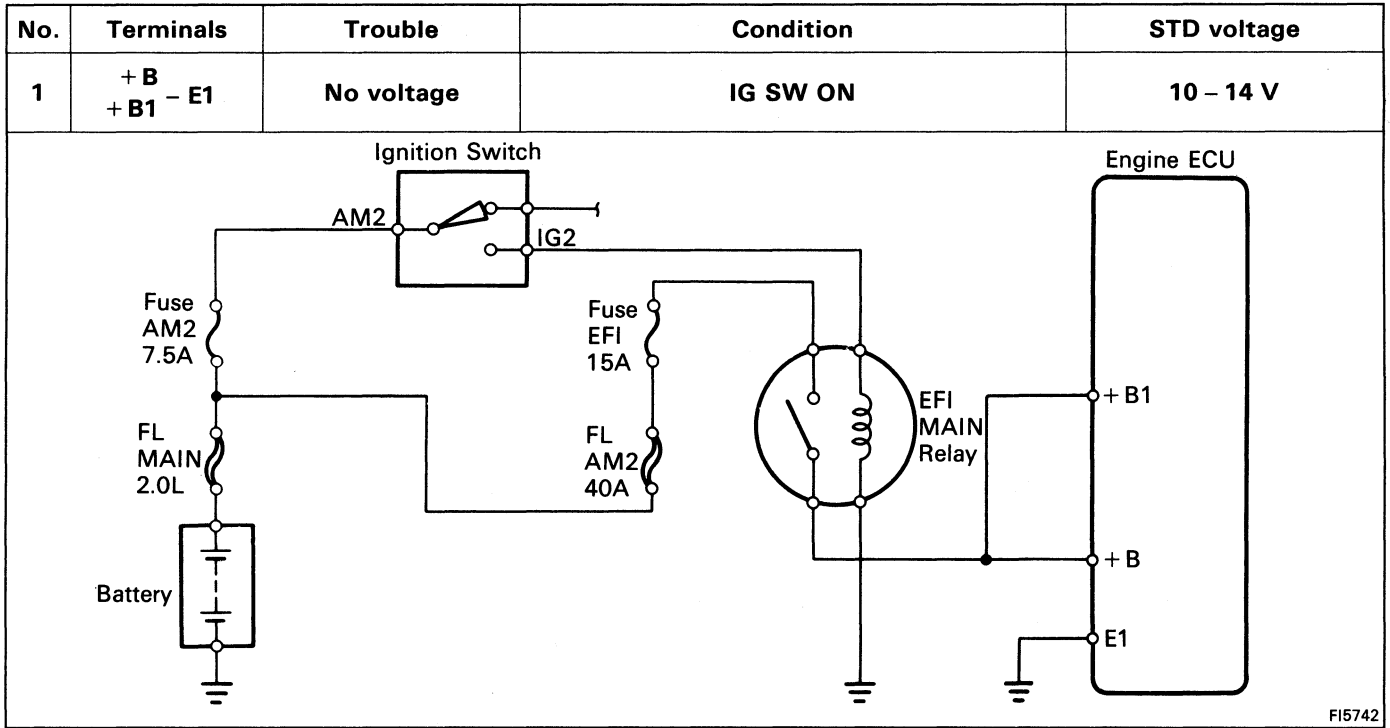 No. Terminals Trouble Condition STD voltage
1 +B +B1 – E1 No voltage IG SW ON 10 – 14 V
Ignition Switch
Engine ECU
AM2
IG2
Fuse
AM2
7.5A
Fuse
EFI
15A
FL
MAIN
2.0L
FL
AM2
40A
EFI
MAIN
Relay
+B1
+B
E1
Battery
FI5742